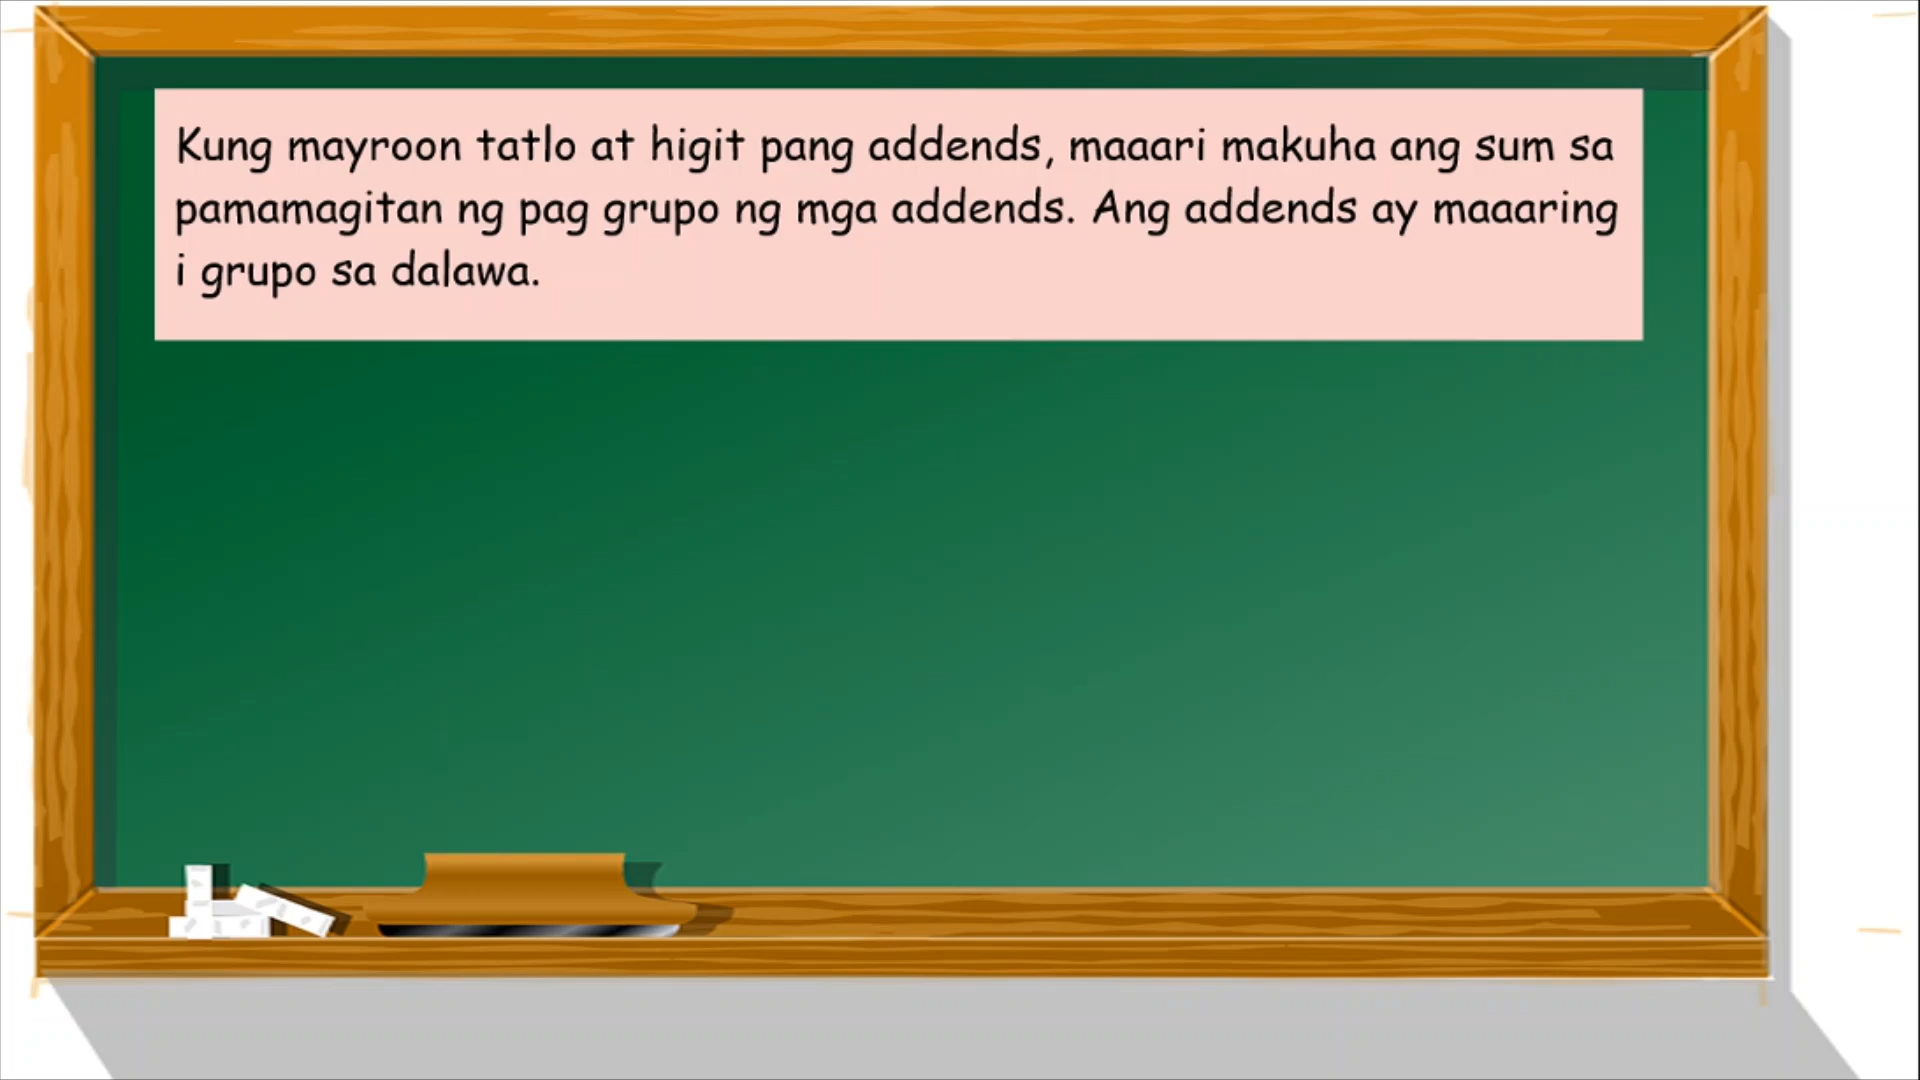 Kung mayroon tatlo at higit pang addends, maaari makuha ang sum sa
pamamagitan ng pag grupo ng mga addends. Ang addends ay maaaring
i grupo sa dalawa.